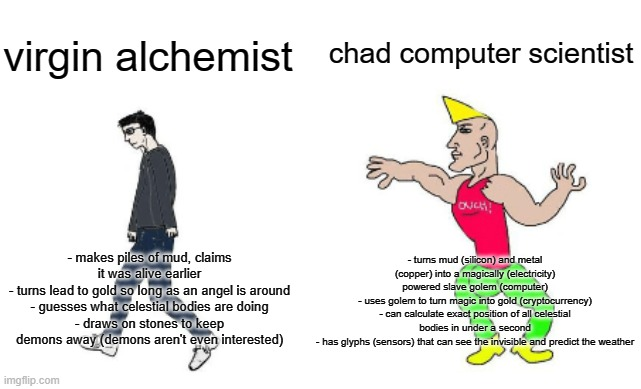 virgin alchemist
- makes piles of mud, claims
it was alive earlier
- turns lead to gold so long as an angel is around
- guesses what celestial bodies are doing
- draws on stones to keep
demons away (demons aren't even interested)
chad computer scientist
OUCH!
- turns mud (silicon) and metal
(copper) into a magically (electricity)
powered slave golem (computer)
- uses golem to turn magic into gold (cryptocurrency)
- can calculate exact position of all celestial
bodies in under a second
- has glyphs (sensors) that can see the invisible and predict the weather
imgflip.com